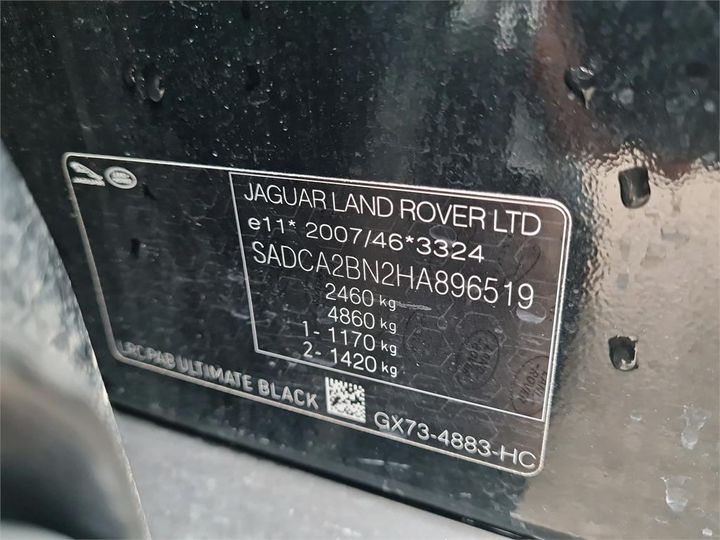 JAGUAR LAND ROVER LTD
e11* 2007/46*3324
SADCA2BN2HA896519
2460 kg
4860 kg
1- 1170 kg
2- 1420 kg
LRC:PAB ULTIMATE BLACK
GX73-4883-HC